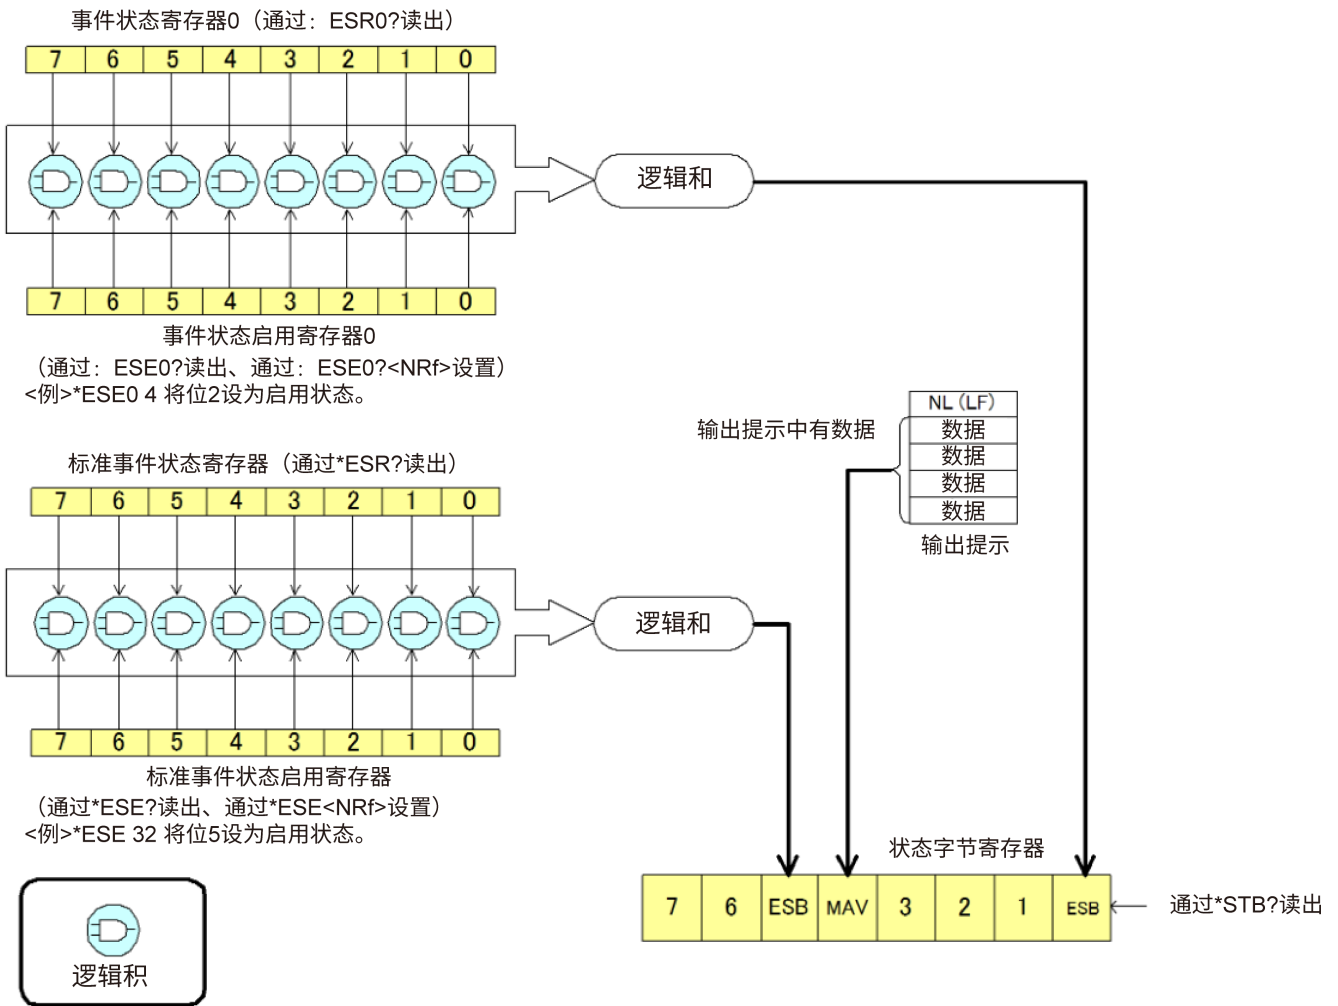 事件状态寄存器0（通过：ESR0?读出）
7 6 5 4 3 2 1 0
逻辑和
7 6 5 4 3 2 1 0
事件状态启用寄存器0
（通过：ESE0?读出、通过：ESE0?<NRf>设置）
<例>*ESE0 4 将位2设为启用状态。
NL (LF)
输出提示中有数据
数据
数据
数据
数据
输出提示
标准事件状态寄存器（通过*ESR?读出）
7 6 5 4 3 2 1 0
逻辑和
7 6 5 4 3 2 1 0
标准事件状态启用寄存器
（通过*ESE?读出、通过*ESE<NRf>设置）
<例>*ESE 32 将位5设为启用状态。
状态字节寄存器
7 6 ESB MAV 3 2 1 ESB
通过*STB?读出
逻辑积